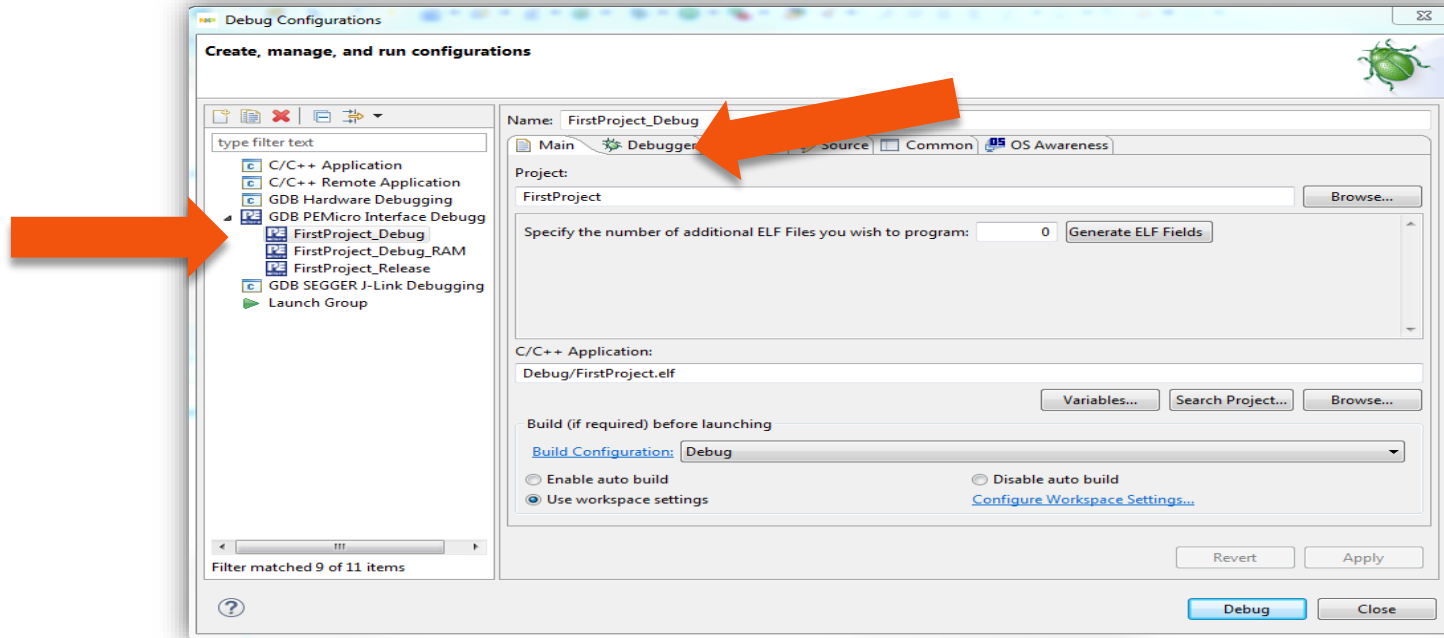 NXP Debug Configurations
Create, manage, and run configurations
type filter text
C/C++ Application
C/C++ Remote Application
GDB Hardware Debugging
GDB PEMicro Interface Debugg
FirstProject_Debug
FirstProject_Debug_RAM
FirstProject_Release
GDB SEGGER J-Link Debugging
Launch Group
Filter matched 9 of 11 items
Name: FirstProject_Debug
Main Debugger Source Common OS Awareness
Project:
FirstProject Browse...
Specify the number of additional ELF Files you wish to program: 0 Generate ELF Fields
C/C++ Application:
Debug/FirstProject.elf
Variables... Search Project... Browse...
Build (if required) before launching
Build Configuration: Debug
Enable auto build Disable auto build
Use workspace settings Configure Workspace Settings...
Revert Apply
Debug Close